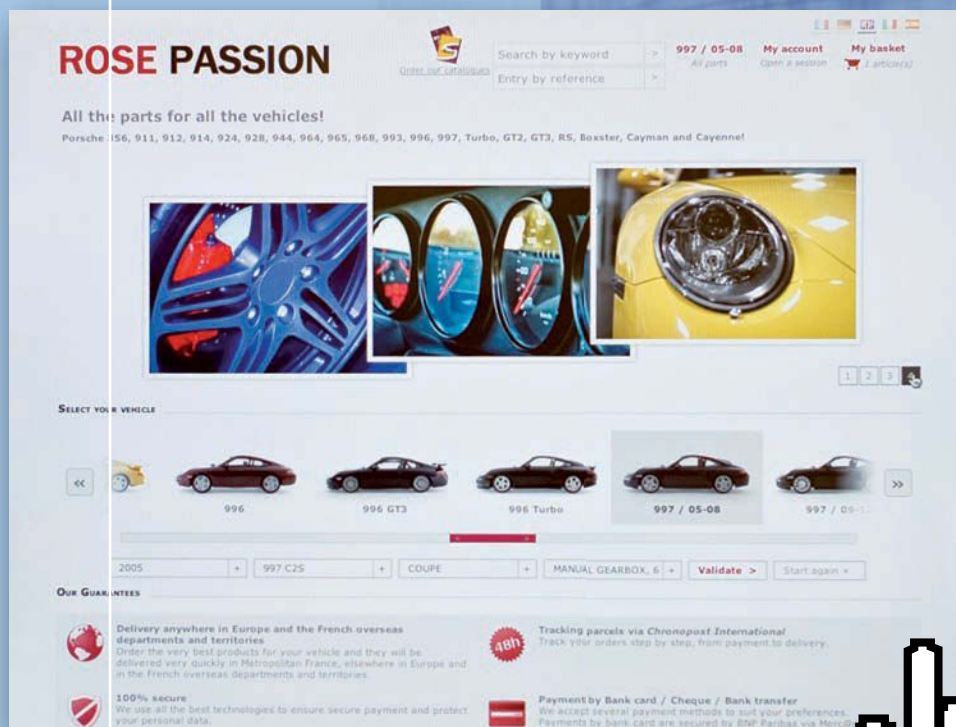 ROSE PASSION
Order our catalogues
Search by keyword >
Entry by reference >
997 / 05-08
All parts
My account
Open a session
My basket
1 article(s)
All the parts for all the vehicles!
Porsche 356, 911, 912, 914, 924, 928, 944, 964, 965, 968, 993, 996, 997, Turbo, GT2, GT3, RS, Boxster, Cayman and Cayenne!
1 2 3 4
SELECT YOUR VEHICLE
« »
996
996 GT3
996 Turbo
997 / 05-08
997 / 09-
2005 + 997 C2S + COUPE + MANUAL GEARBOX, 6 + Validate > Start again »
OUR GUARANTEES
Delivery anywhere in Europe and the French overseas
departments and territories
Order the very best products for your vehicle and they will be
delivered very quickly in Metropolitan France, elsewhere in Europe and
in the French overseas departments and territories.
48h
Tracking parcels via Chronopost International
Track your orders step by step, from payment to delivery.
100% secure
We use all the best technologies to ensure secure payment and protect
your personal data.
Payment by Bank card / Cheque / Bank transfer
We accept several payment methods to suit your preferences.
Payments by bank card are secured by BNP Paribas via